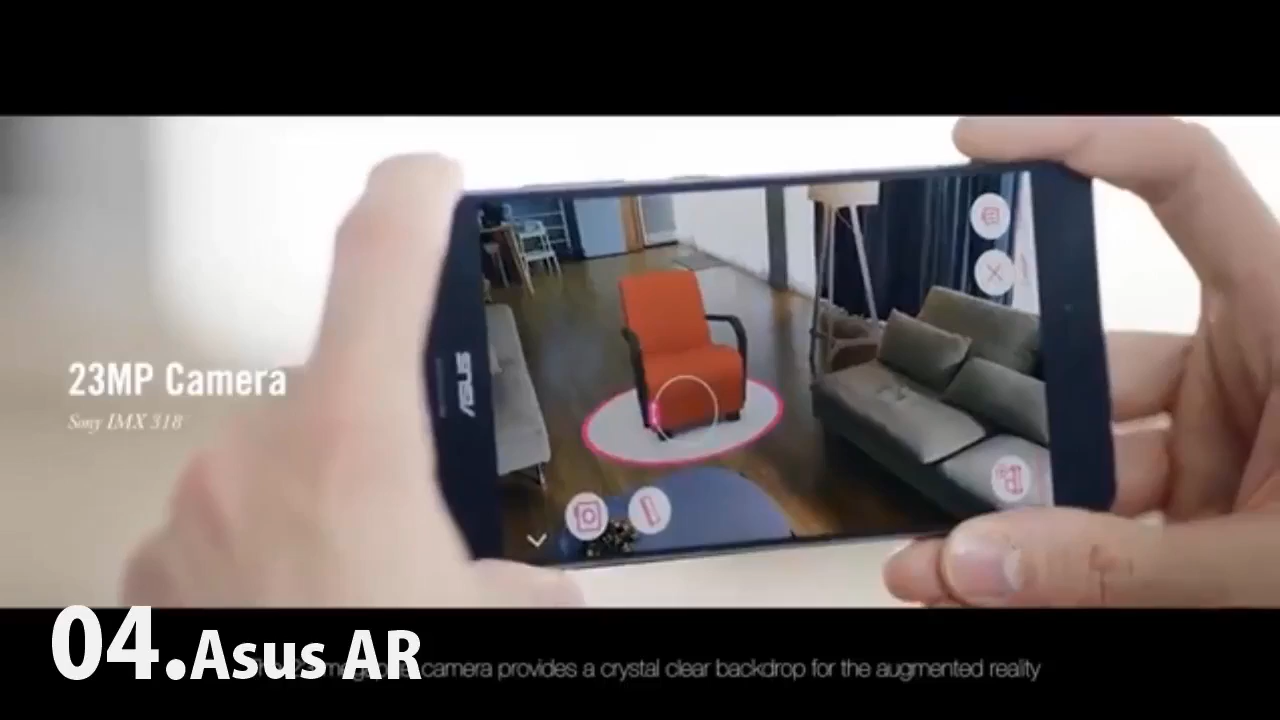 23MP Camera
Sony IMX 318
ASUS
04.Asus AR
camera provides a crystal clear backdrop for the augmented reality